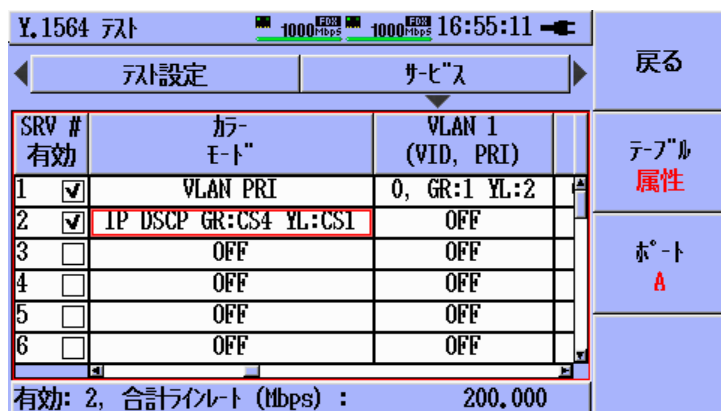 Y.1564 ﾃｽﾄ 1000 FDX Mbps 1000 FDX Mbps 16:55:11
戻る
ﾃｽﾄ設定 ｻｰﾋﾞｽ
SRV # 有効 ｶﾗｰ ﾓｰﾄﾞ VLAN 1 (VID, PRI)
ﾃｰﾌﾞﾙ
属性
1 VLAN PRI 0, GR:1 YL:2
2 IP DSCP GR:CS4 YL:CS1 OFF
3 OFF OFF
ﾎﾟｰﾄ
A
4 OFF OFF
5 OFF OFF
6 OFF OFF
有効: 2, 合計ﾗｲﾝﾚｰﾄ (Mbps) : 200.000